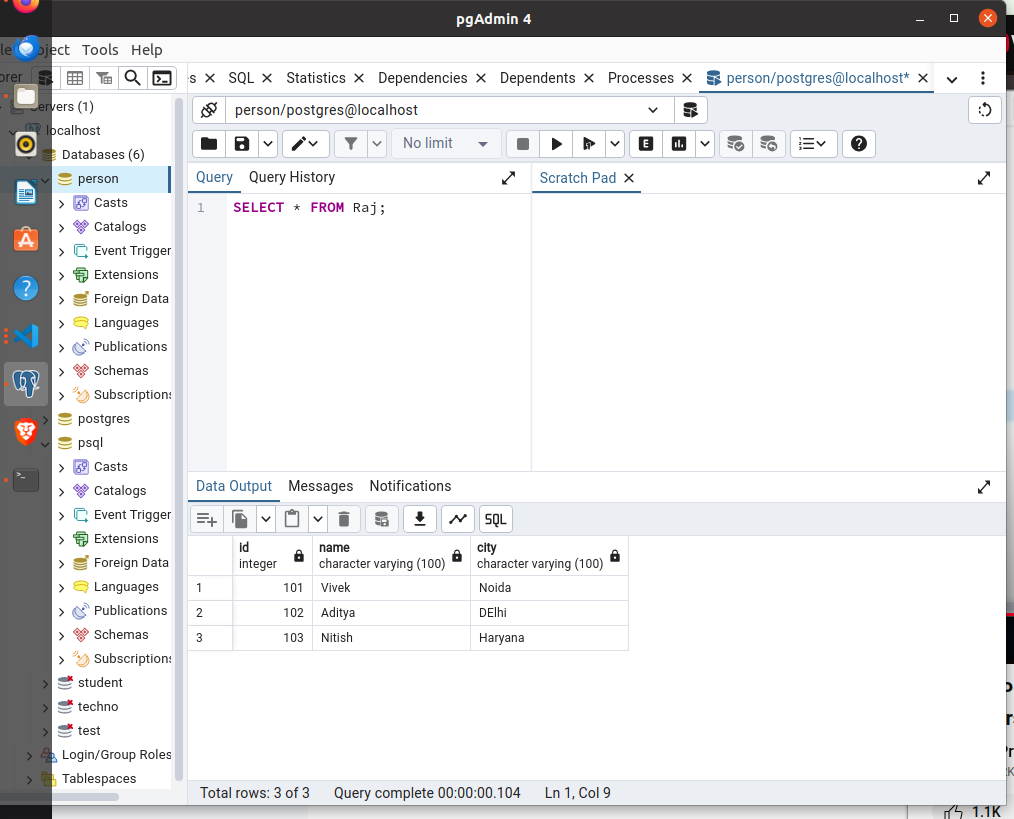 pgAdmin 4
ject Tools Help
orer
s SQL Statistics Dependencies Dependents Processes person/postgres@localhost*
person/postgres@localhost
No limit
Servers (1)
localhost
Databases (6)
person
Casts
Catalogs
Event Trigger
Extensions
Foreign Data
Languages
Publications
Schemas
Subscriptions
postgres
psql
Casts
Catalogs
Event Trigger
Extensions
Foreign Data
Languages
Publications
Schemas
Subscriptions
student
techno
test
Login/Group Roles
Tablespaces
Query Query History
Scratch Pad
1 SELECT * FROM Raj;
Data Output Messages Notifications
SQL
id name city
integer character varying (100) character varying (100)
1 101 Vivek Noida
2 102 Aditya DElhi
3 103 Nitish Haryana
Total rows: 3 of 3 Query complete 00:00:00.104 Ln 1, Col 9
1.1K